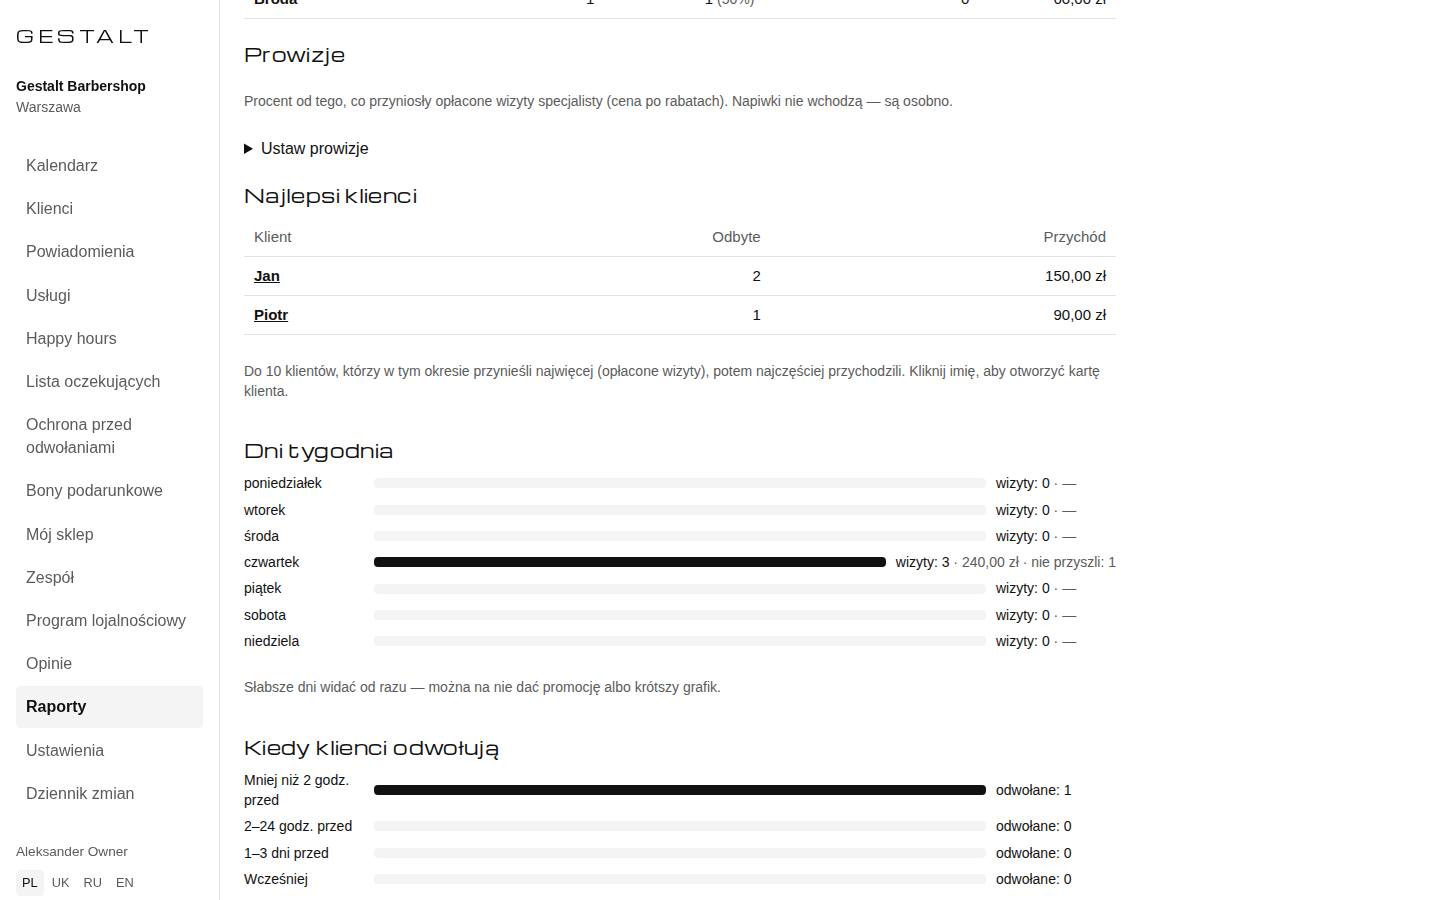 GESTALT
Gestalt Barbershop
Warszawa
Kalendarz
Klienci
Powiadomienia
Usługi
Happy hours
Lista oczekujących
Ochrona przed
odwołaniami
Bony podarunkowe
Mój sklep
Zespół
Program lojalnościowy
Opinie
Raporty
Ustawienia
Dziennik zmian
Aleksander Owner
PL UK RU EN
Prowizje
Procent od tego, co przyniosły opłacone wizyty specjalisty (cena po rabatach). Napiwki nie wchodzą — są osobno.
▶ Ustaw prowizje
Najlepsi klienci
Klient Odbyte Przychód
Jan 2 150,00 zł
Piotr 1 90,00 zł
Do 10 klientów, którzy w tym okresie przynieśli najwięcej (opłacone wizyty), potem najczęściej przychodzili. Kliknij imię, aby otworzyć kartę
klienta.
Dni tygodnia
poniedziałek wizyty: 0 · —
wtorek wizyty: 0 · —
środa wizyty: 0 · —
czwartek wizyty: 3 · 240,00 zł · nie przyszli: 1
piątek wizyty: 0 · —
sobota wizyty: 0 · —
niedziela wizyty: 0 · —
Słabsze dni widać od razu — można na nie dać promocję albo krótszy grafik.
Kiedy klienci odwołują
Mniej niż 2 godz.
przed odwołane: 1
2–24 godz. przed odwołane: 0
1–3 dni przed odwołane: 0
Wcześniej odwołane: 0